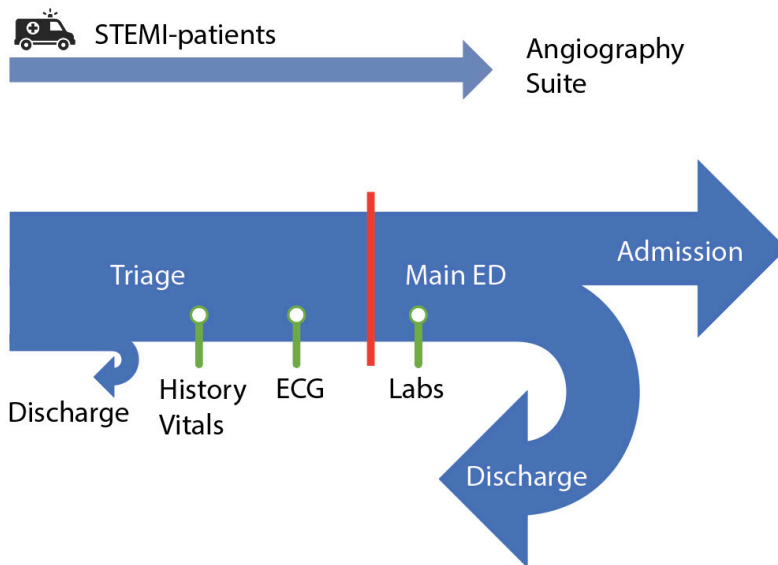 STEMI-patients
Angiography
Suite
Triage
Main ED
Admission
Discharge
History
Vitals
ECG
Labs
Discharge